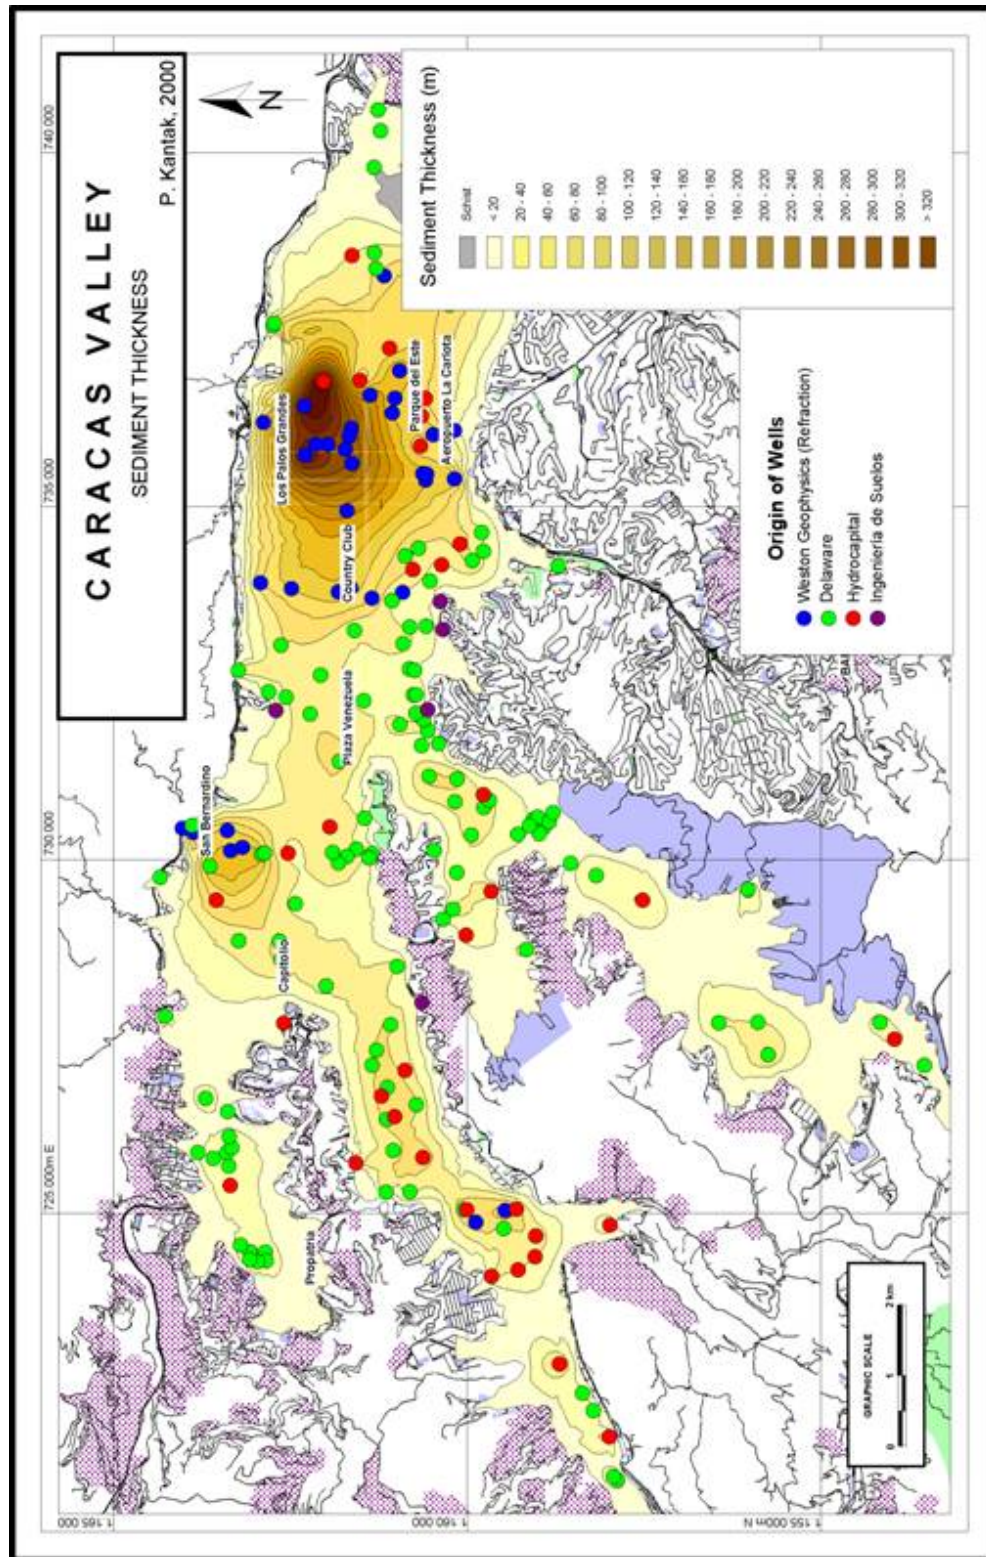 CARACAS VALLEY
SEDIMENT THICKNESS
P. Kantak, 2000
N
740 000
735 000
730 000
725 000m E
1.165 000
1.160 000
1.155 000m N
San Bernardino
Los Palos Grandes
Country Club
Parque del Este
Aeropuerto La Carlota
Plaza Venezuela
Capitolio
Propatria
BA
Sediment Thickness (m)
Schist
< 20
20 - 40
40 - 60
60 - 80
80 - 100
100 - 120
120 - 140
140 - 160
160 - 180
180 - 200
200 - 220
220 - 240
240 - 260
260 - 280
280 - 300
300 - 320
> 320
Origin of Wells
Weston Geophysics (Refraction)
Delaware
Hydrocapital
Ingeniería de Suelos
GRAPHIC SCALE
0 1 2 km